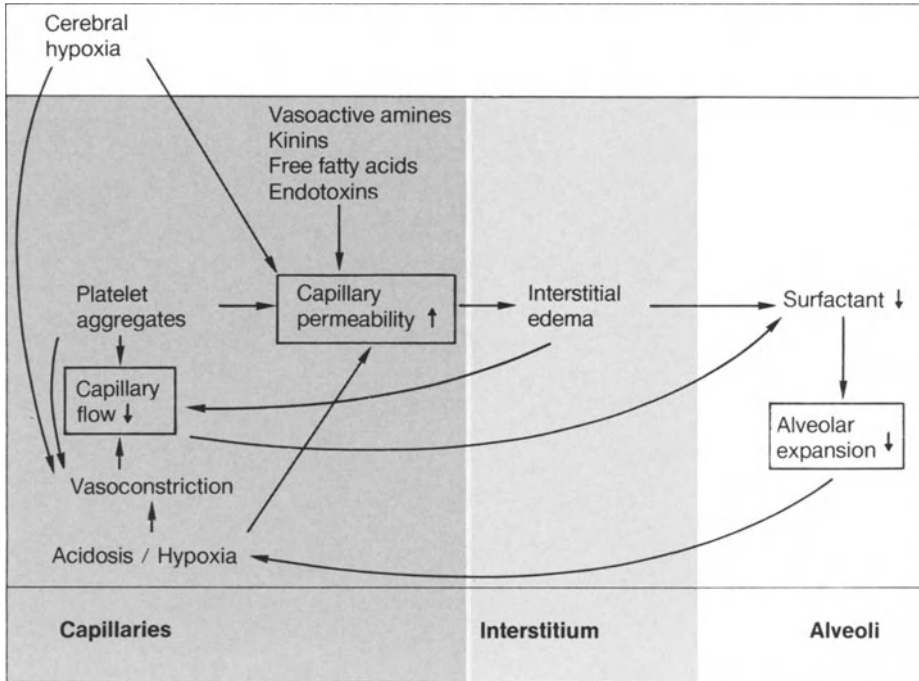 Cerebral
hypoxia
Vasoactive amines
Kinins
Free fatty acids
Endotoxins
Platelet
aggregates
Capillary
permeability ↑
Interstitial
edema
Surfactant ↓
Capillary
flow ↓
Alveolar
expansion ↓
Vasoconstriction
Acidosis / Hypoxia
Capillaries
Interstitium
Alveoli